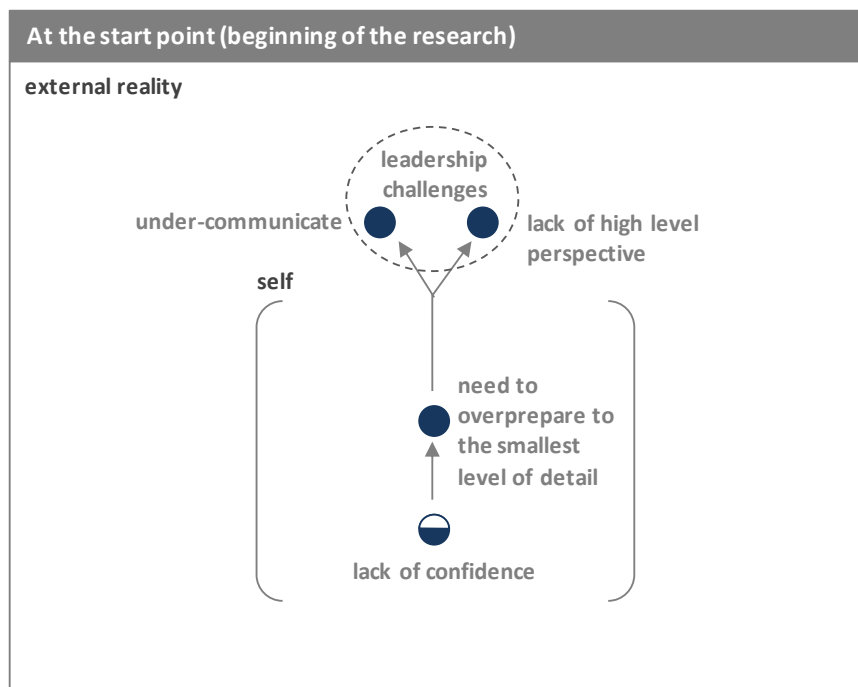 At the start point (beginning of the research)
external reality
leadership
challenges
under-communicate
lack of high level
perspective
self
need to
overprepare to
the smallest
level of detail
lack of confidence